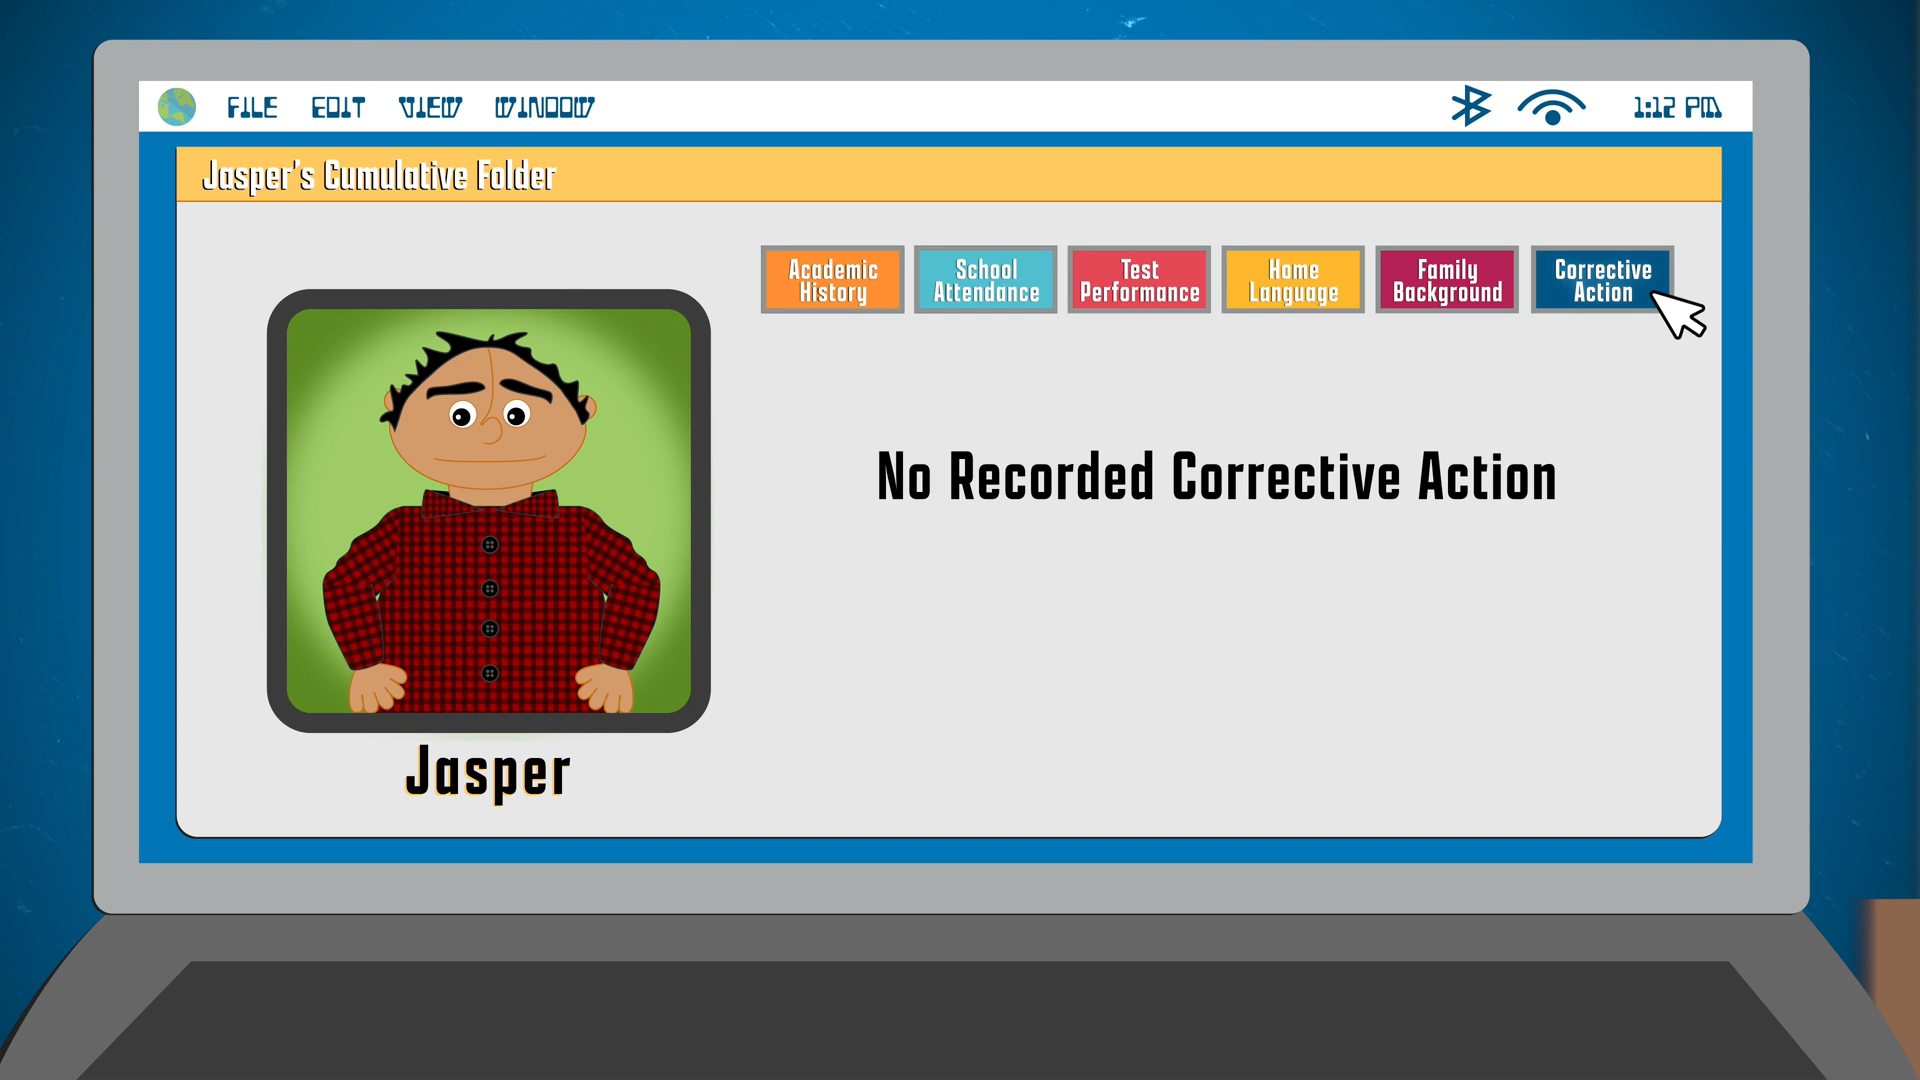 FILE EDIT VIEW WINDOW 1:12 PM
Jasper's Cumulative Folder
Academic
History
School
Attendance
Test
Performance
Home
Language
Family
Background
Corrective
Action
No Recorded Corrective Action
Jasper